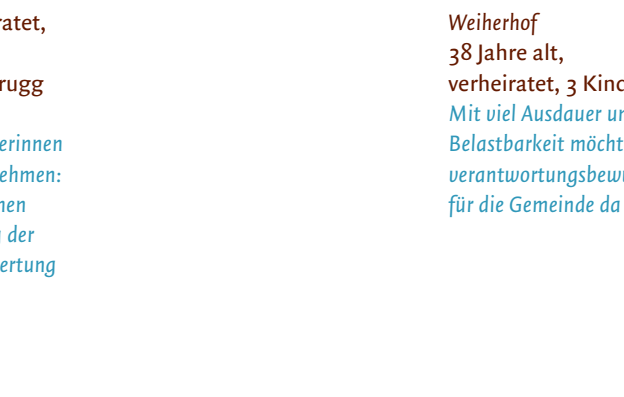 ratet,
rugg
erinnen
ehmen:
nen
der
ertung
Weiherhof
38 Jahre alt,
verheiratet, 3 Kind
Mit viel Ausdauer un
Belastbarkeit möcht
verantwortungsbew
für die Gemeinde da